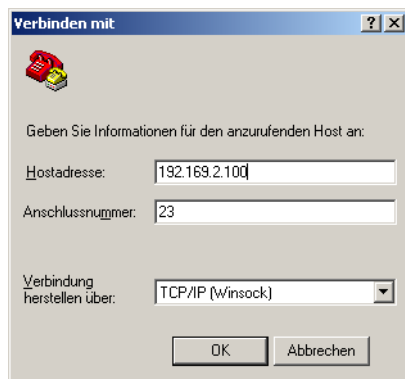 Verbinden mit
Geben Sie Informationen für den anzurufenden Host an:
Hostadresse: 192.169.2.100
Anschlussnummer: 23
Verbindung
herstellen über: TCP/IP (Winsock)
OK Abbrechen